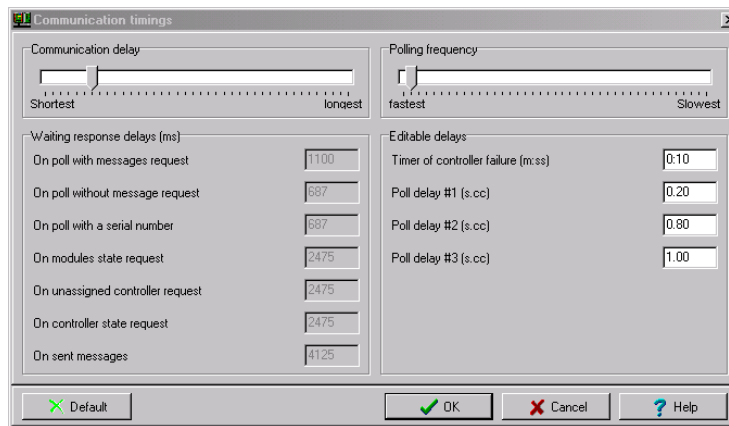 Communication timings
Communication delay
Shortest longest
Polling frequency
fastest Slowest
Waiting response delays (ms)
On poll with messages request 1100
On poll without message request 687
On poll with a serial number 687
On modules state request 2475
On unassigned controller request 2475
On controller state request 2475
On sent messages 4125
Editable delays
Timer of controller failure (m:ss) 0:10
Poll delay #1 (s.cc) 0.20
Poll delay #2 (s.cc) 0.80
Poll delay #3 (s.cc) 1.00
Default OK Cancel Help